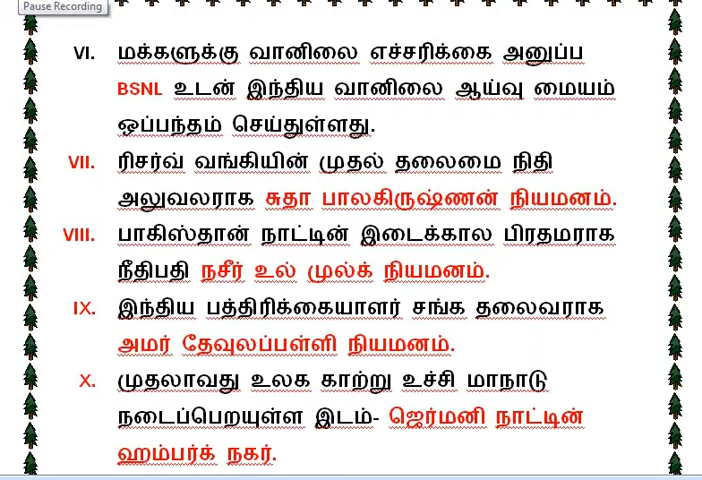 Pause Recording
VI. மக்களுக்கு வானிலை எச்சரிக்கை அனுப்ப
BSNL உடன் இந்திய வானிலை ஆய்வு மையம்
ஒப்பந்தம் செய்துள்ளது.
VII. ரிசர்வ் வங்கியின் முதல் தலைமை நிதி
அலுவலராக சுதா பாலகிருஷ்ணன் நியமனம்.
VIII. பாகிஸ்தான் நாட்டின் இடைக்கால பிரதமராக
நீதிபதி நசீர் உல் முல்க் நியமனம்.
IX. இந்திய பத்திரிக்கையாளர் சங்க தலைவராக
அமர் தேவுலப்பள்ளி நியமனம்.
X. முதலாவது உலக காற்று உச்சி மாநாடு
நடைப்பெறயுள்ள இடம்- ஜெர்மனி நாட்டின்
ஹம்பர்க் நகர்.